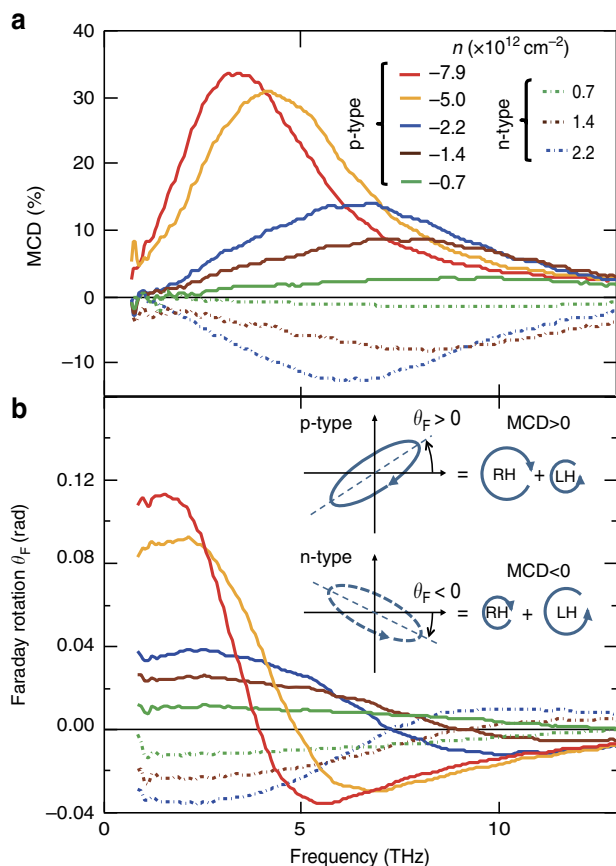 a
40
30
20
10
0
−10
MCD (%)
n (×10¹² cm⁻²)
p-type
−7.9
−5.0
−2.2
−1.4
−0.7
n-type
0.7
1.4
2.2
b
0.12
0.08
0.04
0.00
−0.04
Faraday rotation θF (rad)
p-type
θF > 0
MCD>0
= RH + LH
n-type
θF < 0
MCD<0
= RH + LH
0
5
10
Frequency (THz)